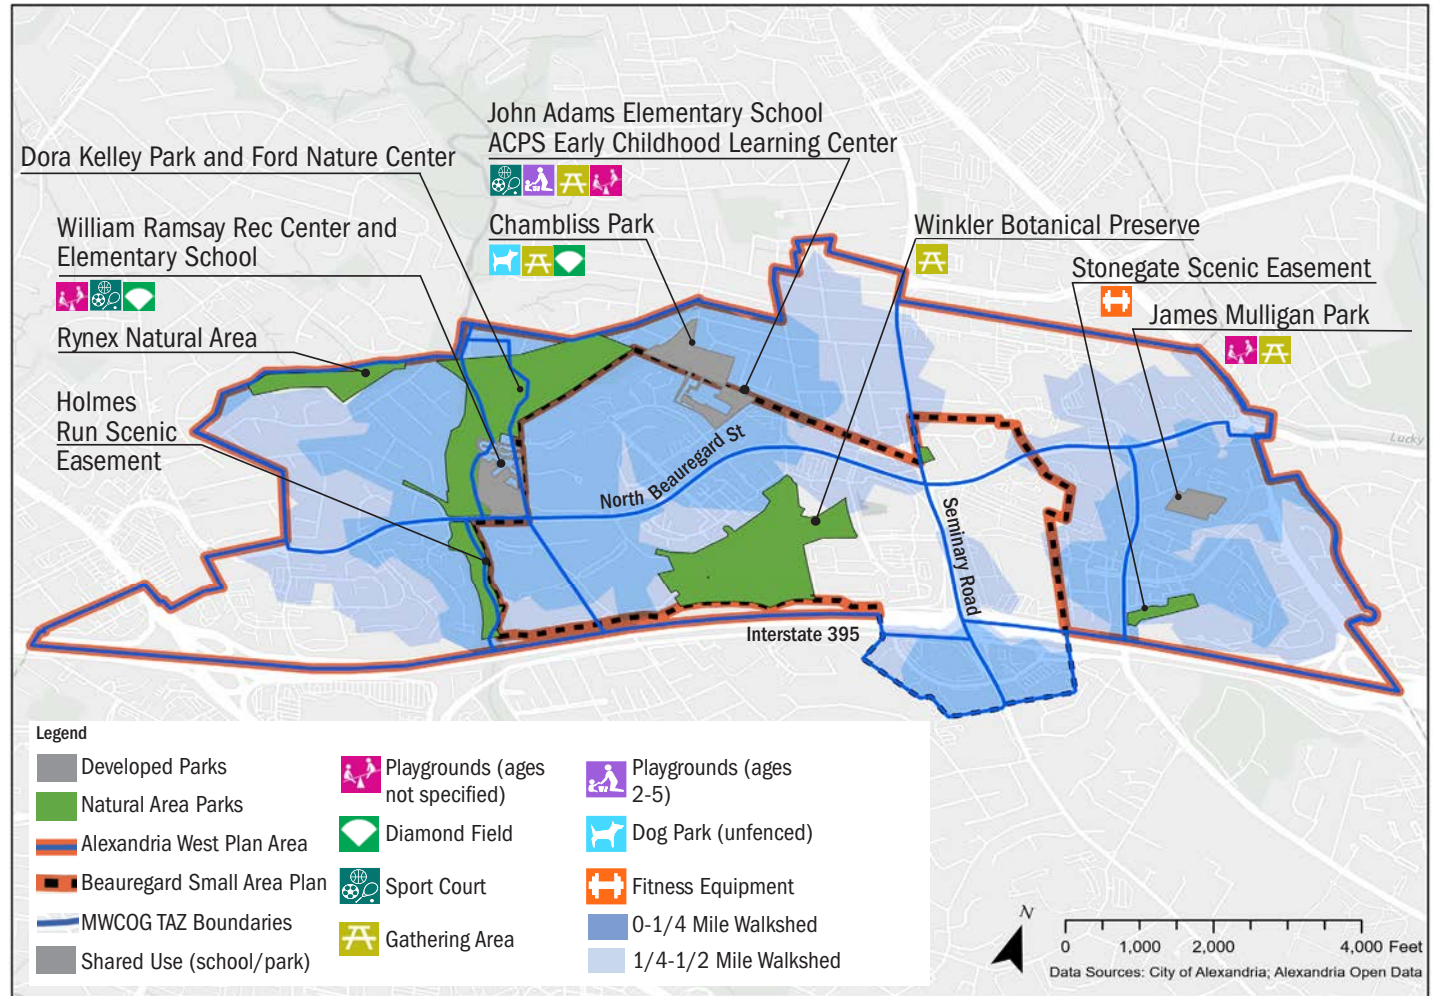 John Adams Elementary School
ACPS Early Childhood Learning Center
Dora Kelley Park and Ford Nature Center
William Ramsay Rec Center and
Elementary School
Chambliss Park
Winkler Botanical Preserve
Stonegate Scenic Easement
James Mulligan Park
Rynex Natural Area
Holmes
Run Scenic
Easement
North Beauregard St
Seminary Road
Lucky
Interstate 395
Legend
Developed Parks
Natural Area Parks
Alexandria West Plan Area
Beauregard Small Area Plan
MWCOG TAZ Boundaries
Shared Use (school/park)
Playgrounds (ages
not specified)
Diamond Field
Sport Court
Gathering Area
Playgrounds (ages
2-5)
Dog Park (unfenced)
Fitness Equipment
0-1/4 Mile Walkshed
1/4-1/2 Mile Walkshed
N
0 1,000 2,000 4,000 Feet
Data Sources: City of Alexandria; Alexandria Open Data